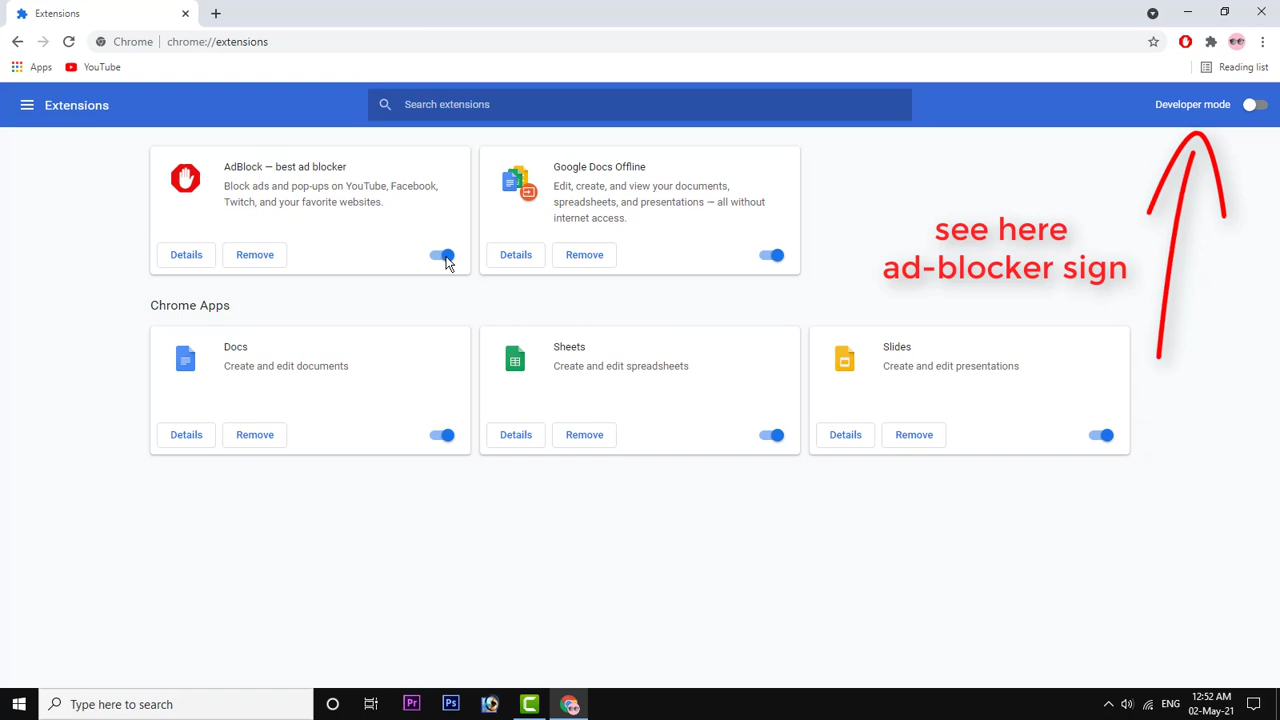 Extensions
Chrome
chrome://extensions
Apps
YouTube
Reading list
Extensions
Search extensions
Developer mode
AdBlock — best ad blocker
Block ads and pop-ups on YouTube, Facebook,
Twitch, and your favorite websites.
Details
Remove
Google Docs Offline
Edit, create, and view your documents,
spreadsheets, and presentations — all without
internet access.
Details
Remove
see here
ad-blocker sign
Chrome Apps
Docs
Create and edit documents
Details
Remove
Sheets
Create and edit spreadsheets
Details
Remove
Slides
Create and edit presentations
Details
Remove
Type here to search
Pr
Ps
ENG
12:52 AM
02-May-21